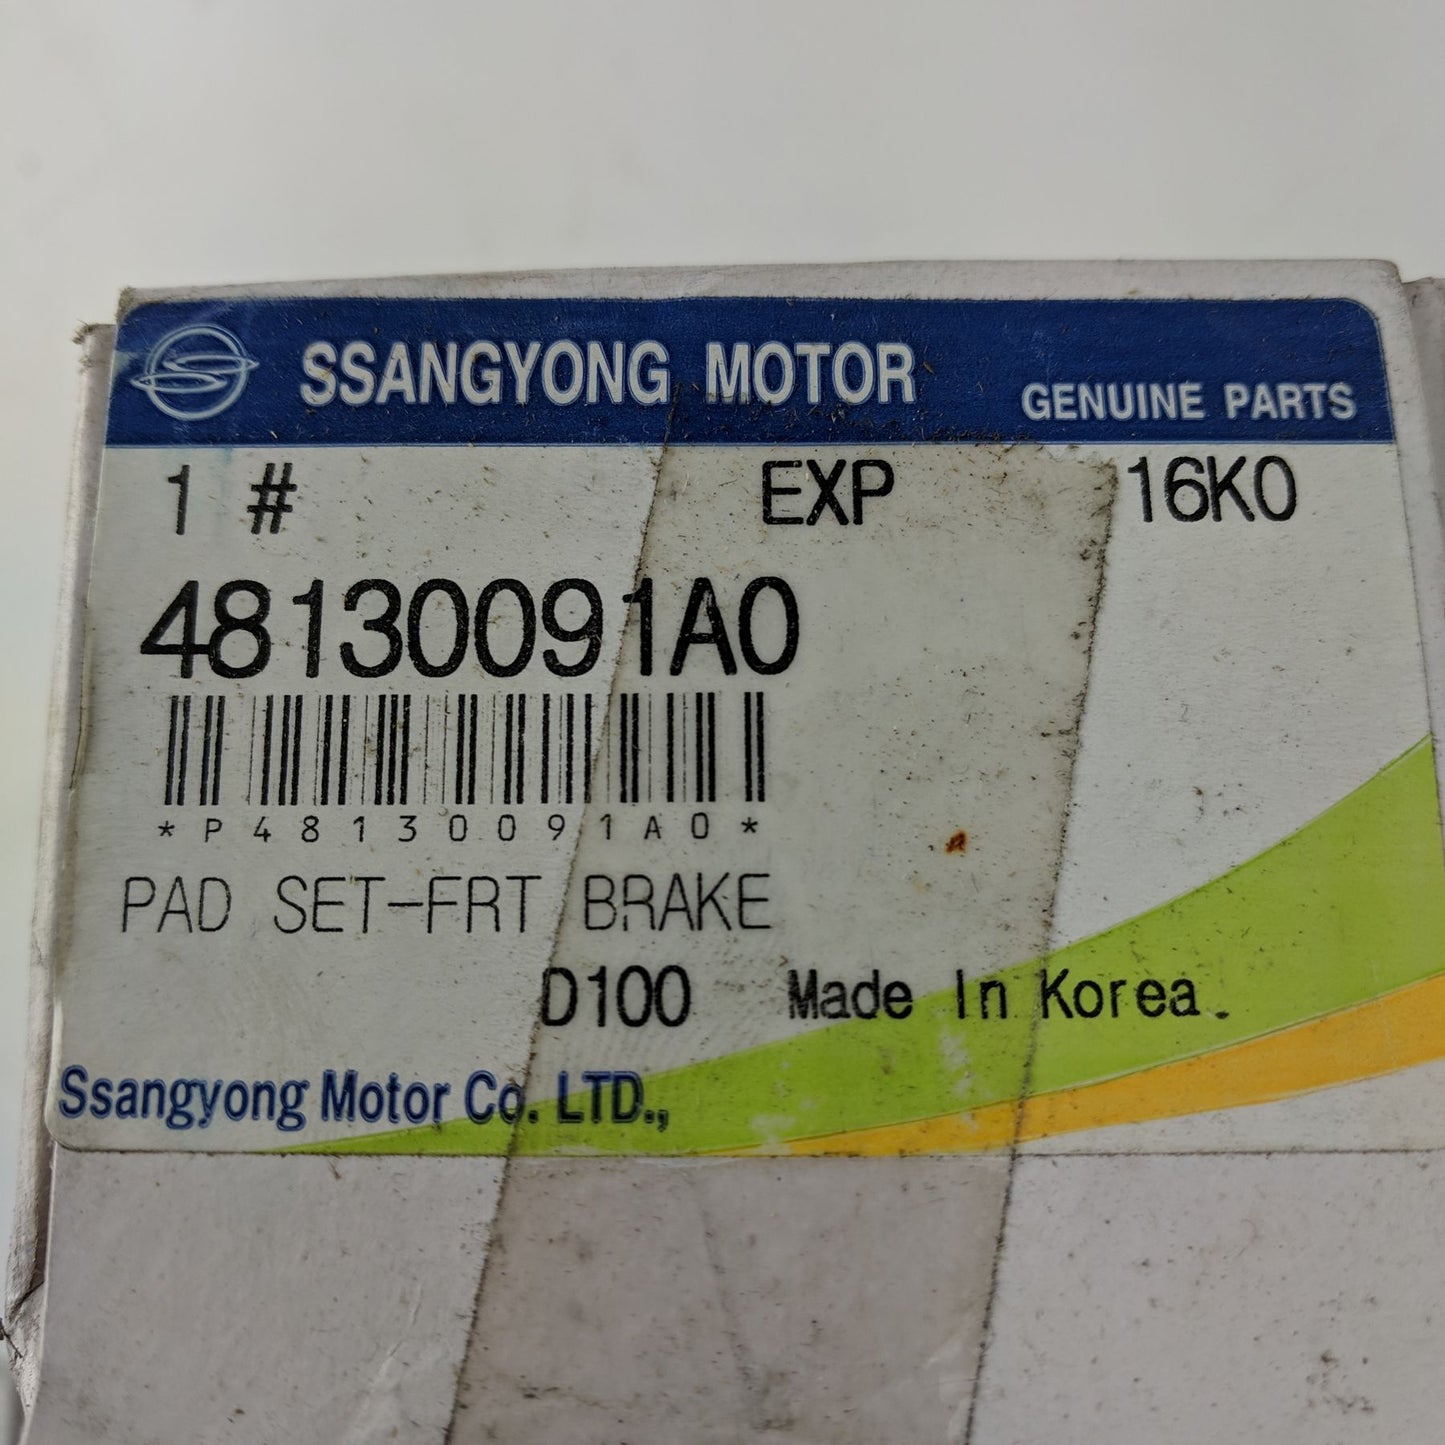 SSANGYONG MOTOR GENUINE PARTS
1 # EXP 16K0
48130091A0
*P48130091A0*
PAD SET-FRT BRAKE
D100 Made In Korea.
Ssangyong Motor Co. LTD.,